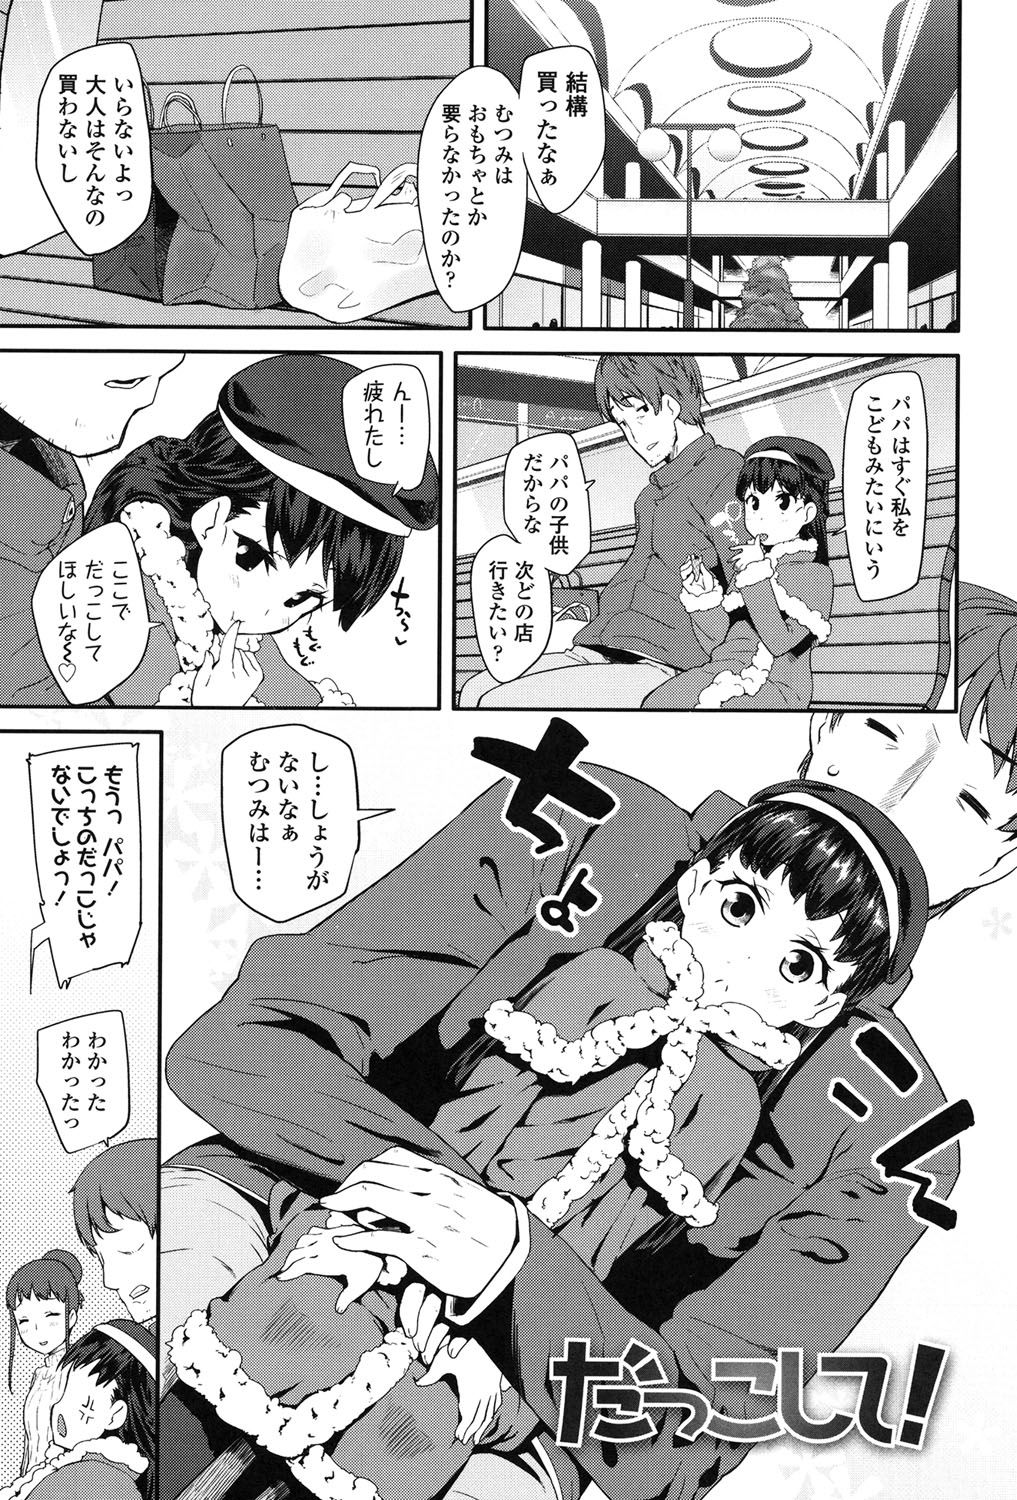 結構
買ったなぁ
むつみは
おもちゃとか
要らなかったのか？
いらないよっ
大人はそんなの
買わないし
パパはすぐ私を
こどもみたいにいう
パパの子供
だからな
次どの店
行きたい？
んー…
疲れたし
ち〜
もぐ
もぐ
ここで
だっこして
ほしいな〜♡
し…しょうが
ないなぁ
むつみはー…
ちょこん
もうっ パパ！
こっちのだっこじゃ
ないでしょう！
わかった
わかったっ
だっこして！